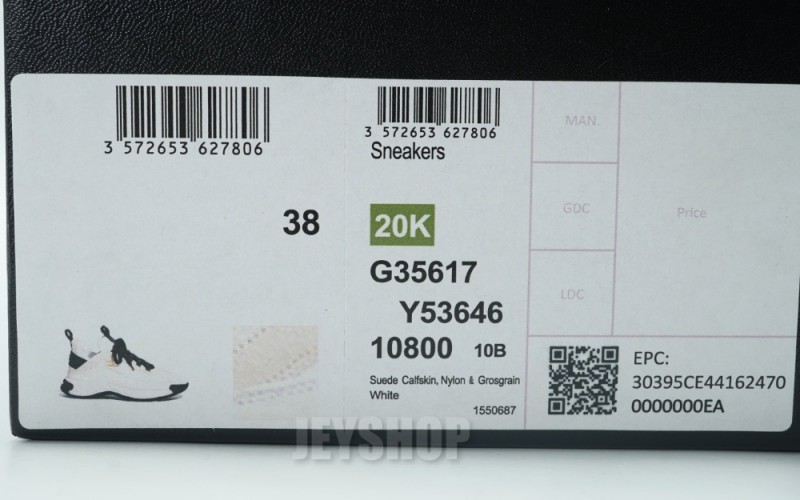 3 572653 627806
3 572653 627806
Sneakers
38
20K
G35617
Y53646
10800 10B
Suede Calfskin, Nylon & Grosgrain
White
1550687
MAN.
GDC
LDC
Price
EPC:
30395CE44162470
0000000EA
JEYSHOP